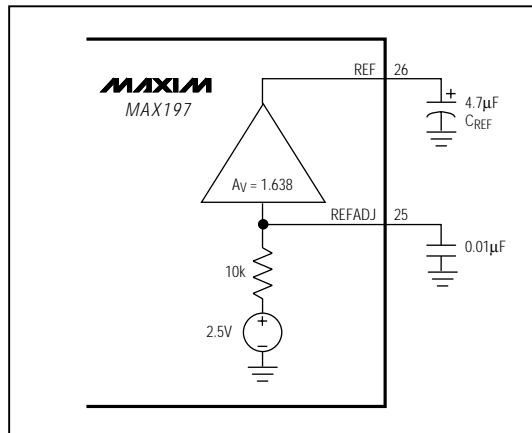 REF 26
+
4.7µF
CREF
MAXIM
MAX197
AV = 1.638
REFADJ 25
0.01µF
10k
2.5V
+
–